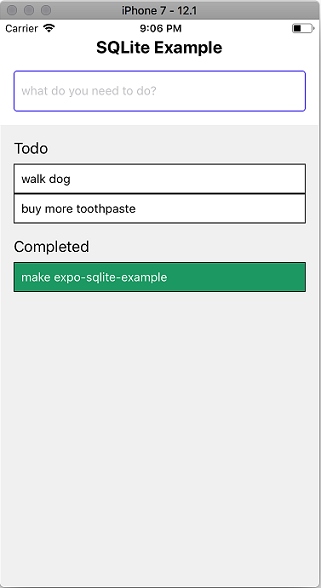 iPhone 7 - 12.1
Carrier 9:06 PM
SQLite Example
what do you need to do?
Todo
walk dog
buy more toothpaste
Completed
make expo-sqlite-example